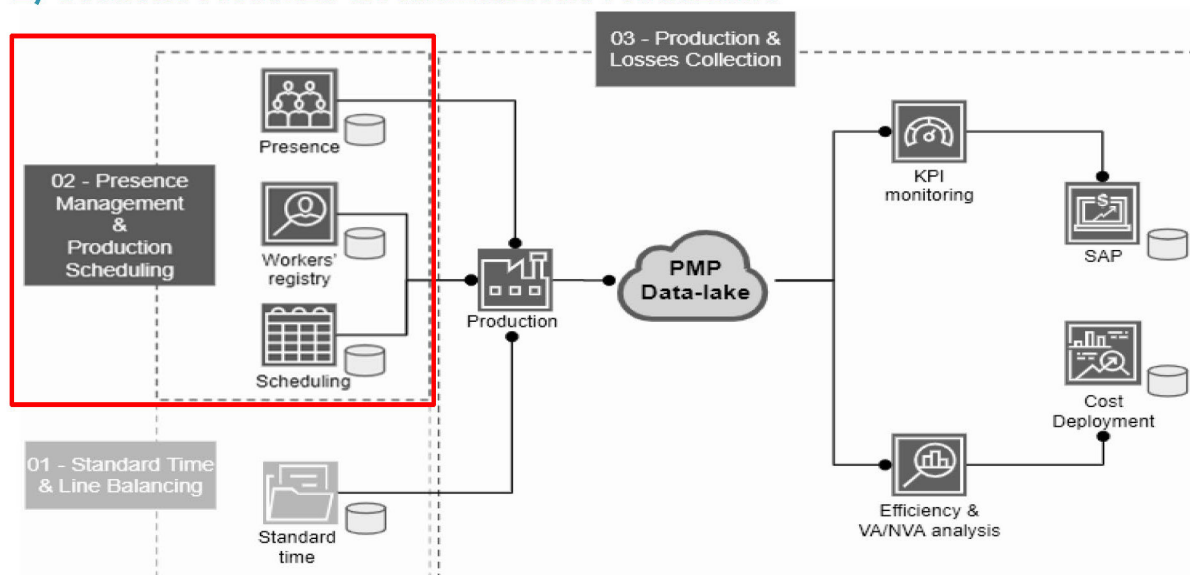 03 - Production &
Losses Collection
Presence
02 - Presence
Management
&
Production
Scheduling
Workers'
registry
Scheduling
Production
PMP
Data-lake
KPI
monitoring
SAP
Cost
Deployment
01 - Standard Time
& Line Balancing
Standard
time
Efficiency &
VA/NVA analysis